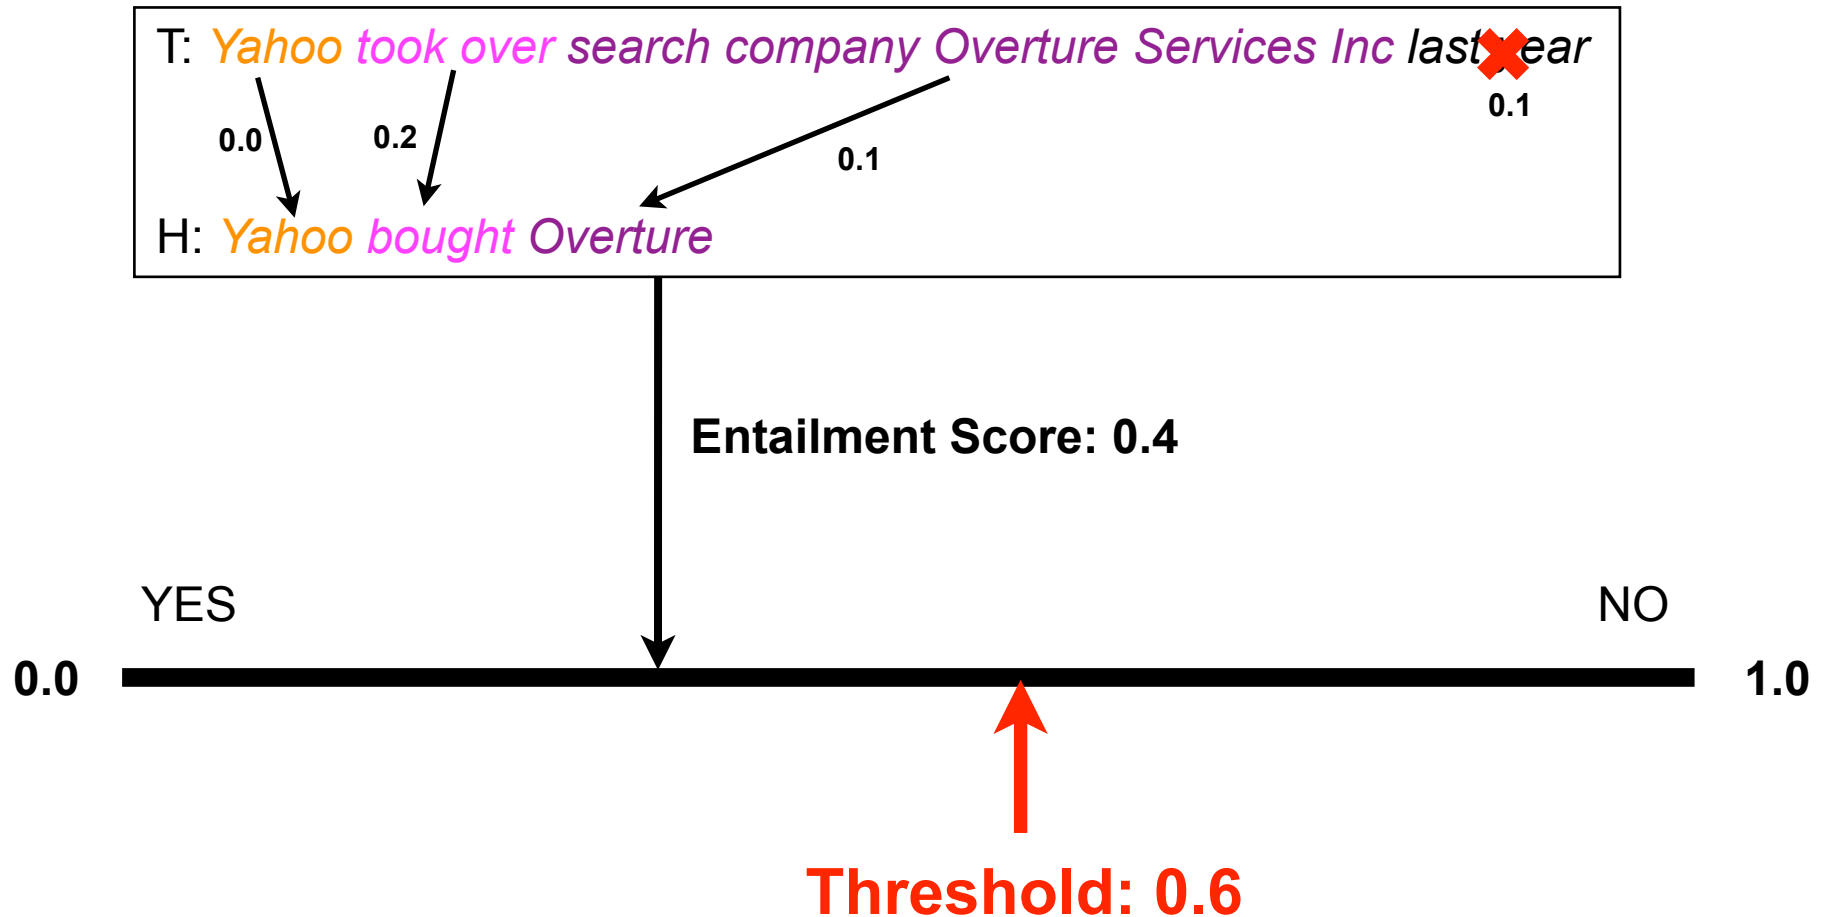 T: Yahoo took over search company Overture Services Inc last year
0.1
0.0
0.2
0.1
H: Yahoo bought Overture
Entailment Score: 0.4
YES
NO
0.0
1.0
Threshold: 0.6